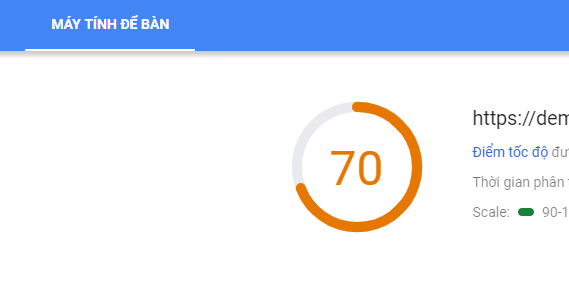 MÁY TÍNH ĐỂ BÀN
70
https://dem
Điểm tốc độ đư
Thời gian phân
Scale: 90-1